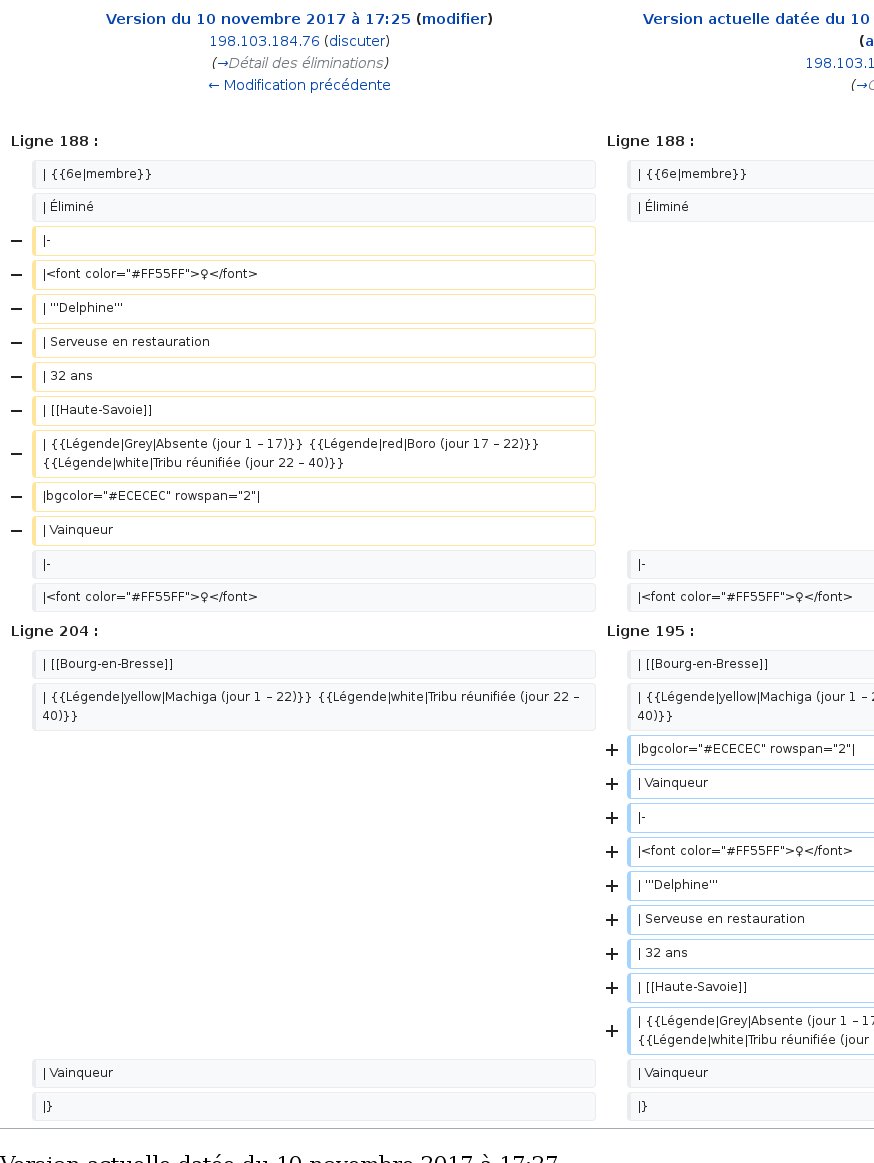 Version du 10 novembre 2017 à 17:25 (modifier)
198.103.184.76 (discuter)
(→Détail des éliminations)
← Modification précédente
Version actuelle datée du 10
(a
198.103.1
(→
Ligne 188 :
Ligne 188 :
| {{6e|membre}}
| {{6e|membre}}
| Éliminé
| Éliminé
− |-
− |<font color="#FF55FF">♀</font>
− | '''Delphine'''
− | Serveuse en restauration
− | 32 ans
− | [[Haute-Savoie]]
− | {{Légende|Grey|Absente (jour 1 – 17)}} {{Légende|red|Boro (jour 17 – 22)}}
{{Légende|white|Tribu réunifiée (jour 22 – 40)}}
− |bgcolor="#ECECEC" rowspan="2"|
− | Vainqueur
|-
|-
|<font color="#FF55FF">♀</font>
|<font color="#FF55FF">♀</font>
Ligne 204 :
Ligne 195 :
| [[Bourg-en-Bresse]]
| [[Bourg-en-Bresse]]
| {{Légende|yellow|Machiga (jour 1 – 22)}} {{Légende|white|Tribu réunifiée (jour 22 –
40)}}
| {{Légende|yellow|Machiga (jour 1 – 2
40)}}
+ |bgcolor="#ECECEC" rowspan="2"|
+ | Vainqueur
+ |-
+ |<font color="#FF55FF">♀</font>
+ | '''Delphine'''
+ | Serveuse en restauration
+ | 32 ans
+ | [[Haute-Savoie]]
+ | {{Légende|Grey|Absente (jour 1 – 17
{{Légende|white|Tribu réunifiée (jour
| Vainqueur
| Vainqueur
|}
|}
Version actuelle datée du 10 novembre 2017 à 17:27